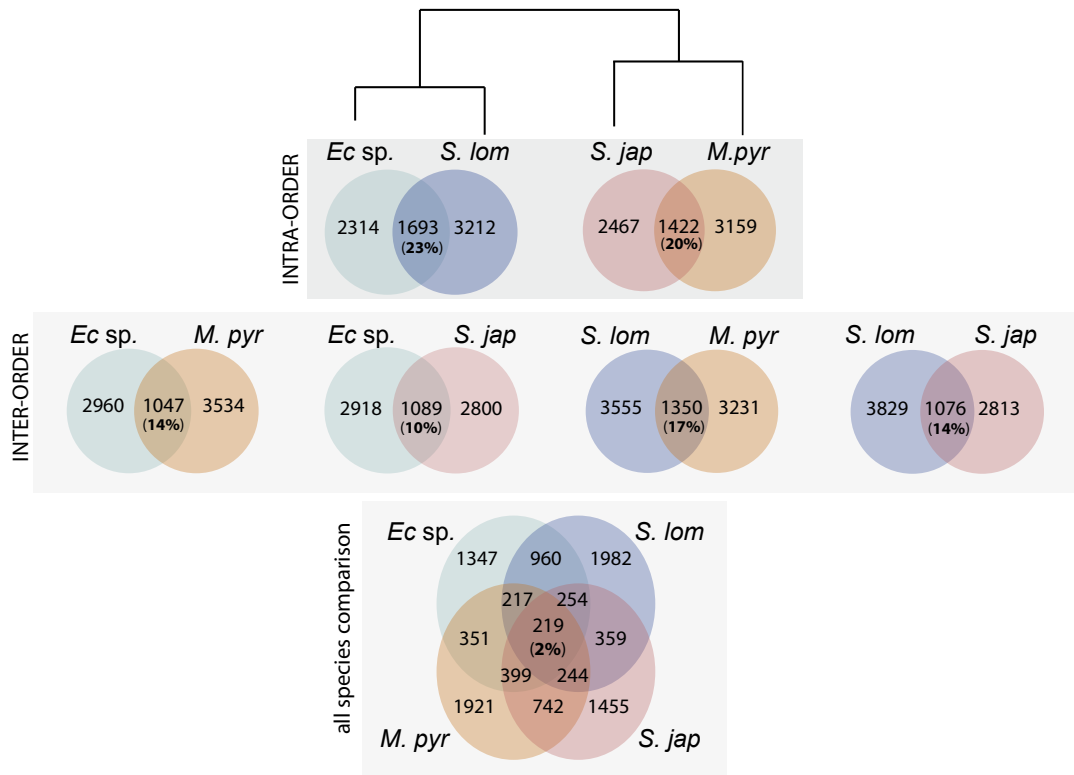 Ec sp. S. lom S. jap M.pyr
INTRA-ORDER
2314 1693 3212 2467 1422 3159
(23%) (20%)
INTER-ORDER
Ec sp. M. pyr Ec sp. S. jap S. lom M. pyr S. lom S. jap
2960 1047 3534 2918 1089 2800 3555 1350 3231 3829 1076 2813
(14%) (10%) (17%) (14%)
all species comparison
Ec sp. S. lom
1347 960 1982
217 254
351 219 359
(2%)
399 244
1921 742 1455
M. pyr S. jap